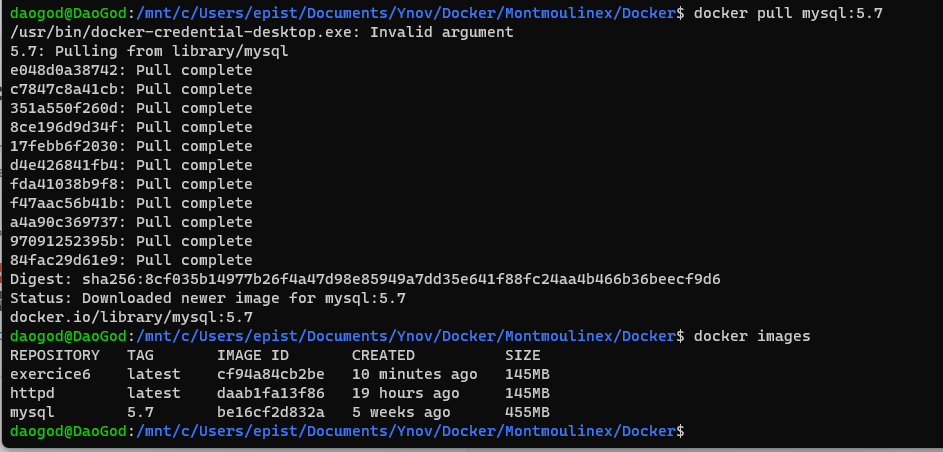 daogod@DaoGod:/mnt/c/Users/epist/Documents/Ynov/Docker/Montmoulinex/Docker$ docker pull mysql:5.7
/usr/bin/docker-credential-desktop.exe: Invalid argument
5.7: Pulling from library/mysql
e048d0a38742: Pull complete
c7847c8a41cb: Pull complete
351a550f260d: Pull complete
8ce196d9d34f: Pull complete
17febb6f2030: Pull complete
d4e426841fb4: Pull complete
fda41038b9f8: Pull complete
f47aac56b41b: Pull complete
a4a90c369737: Pull complete
97091252395b: Pull complete
84fac29d61e9: Pull complete
Digest: sha256:8cf035b14977b26f4a47d98e85949a7dd35e641f88fc24aa4b466b36beecf9d6
Status: Downloaded newer image for mysql:5.7
docker.io/library/mysql:5.7
daogod@DaoGod:/mnt/c/Users/epist/Documents/Ynov/Docker/Montmoulinex/Docker$ docker images
REPOSITORY   TAG       IMAGE ID       CREATED          SIZE
exercice6    latest    cf94a84cb2be   10 minutes ago   145MB
httpd        latest    daab1fa13f86   19 hours ago     145MB
mysql        5.7       be16cf2d832a   5 weeks ago      455MB
daogod@DaoGod:/mnt/c/Users/epist/Documents/Ynov/Docker/Montmoulinex/Docker$